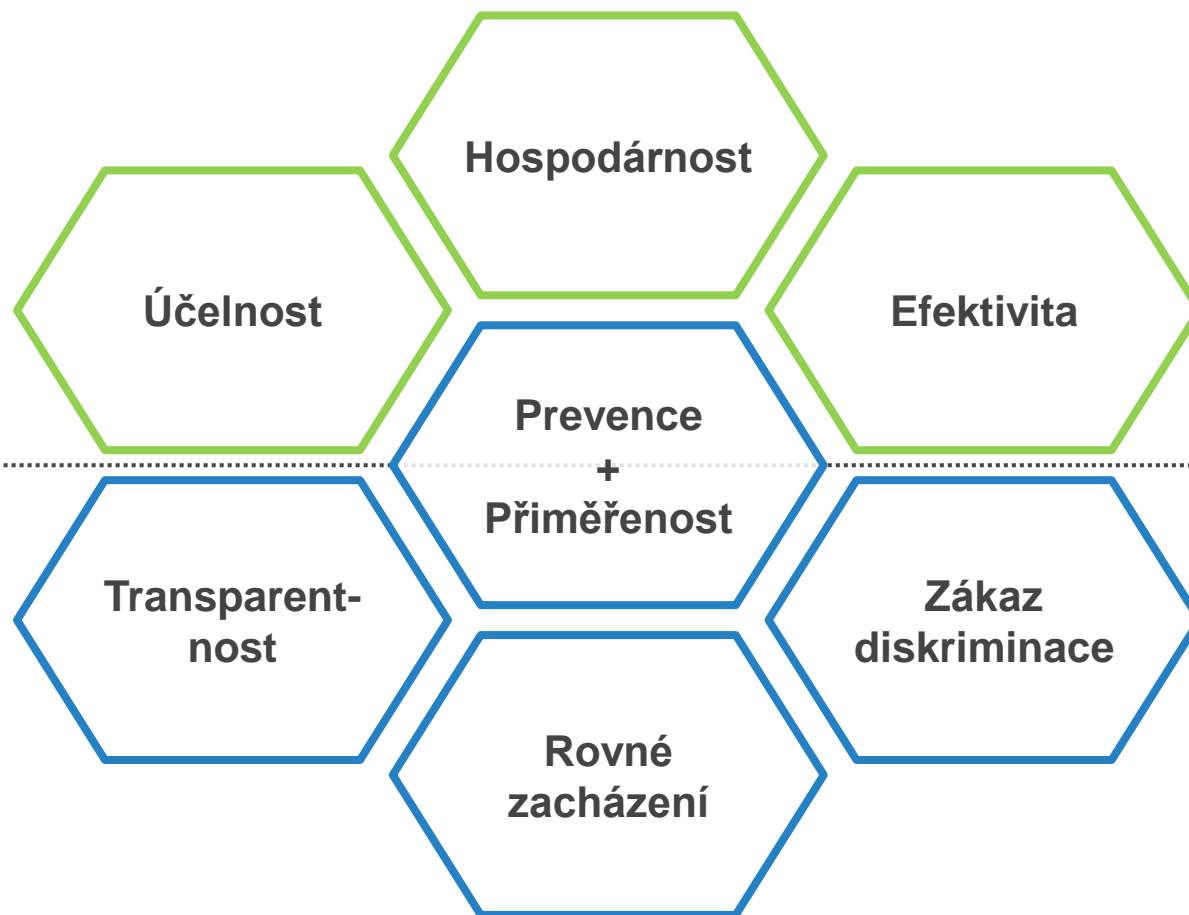 Hospodárnost
Účelnost
Efektivita
Prevence
+
Přiměřenost
Transparent-
nost
Zákaz
diskriminace
Rovné
zacházení